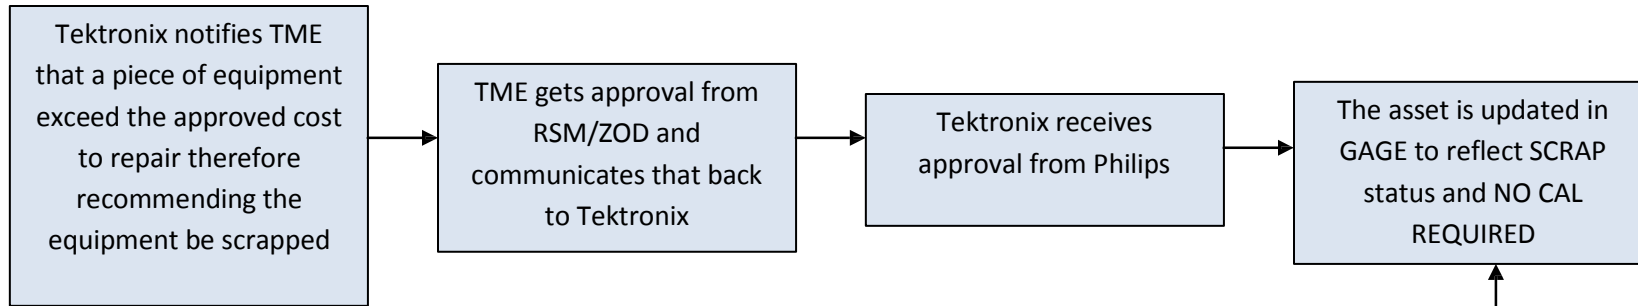 Tektronix notifies TME
that a piece of equipment
exceed the approved cost
to repair therefore
recommending the
equipment be scrapped
TME gets approval from
RSM/ZOD and
communicates that back
to Tektronix
Tektronix receives
approval from Philips
The asset is updated in
GAGE to reflect SCRAP
status and NO CAL
REQUIRED